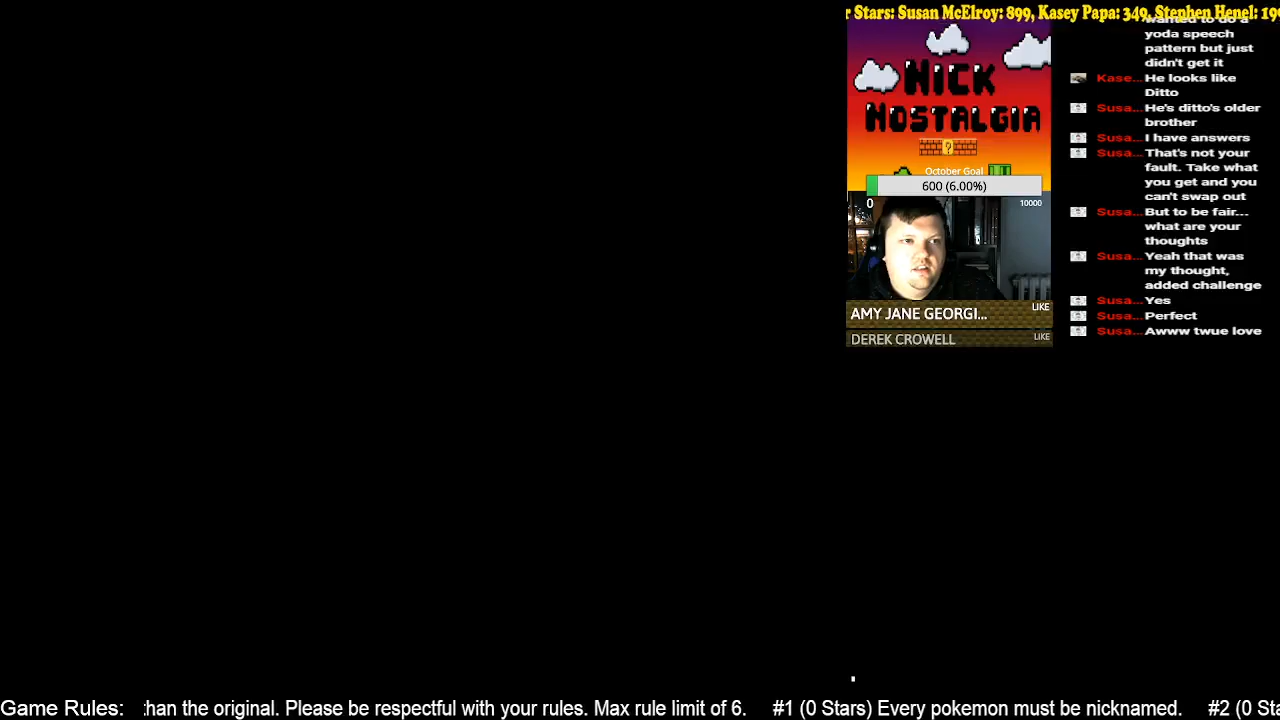 r Stars: Susan McElroy: 899, Kasey Papa: 349, Stephen Henel: 199
NICK
NOSTALGIA
?
October Goal
600 (6.00%)
0
10000
AMY JANE GEORGI...
LIKE
DEREK CROWELL
LIKE
wanted to do a
yoda speech
pattern but just
didn't get it
Kase... He looks like
Ditto
Susa... He's ditto's older
brother
Susa... I have answers
Susa... That's not your
fault. Take what
you get and you
can't swap out
Susa... But to be fair...
what are your
thoughts
Susa... Yeah that was
my thought,
added challenge
Susa... Yes
Susa... Perfect
Susa... Awww twue love
Game Rules: than the original. Please be respectful with your rules. Max rule limit of 6. #1 (0 Stars) Every pokemon must be nicknamed. #2 (0 Sta